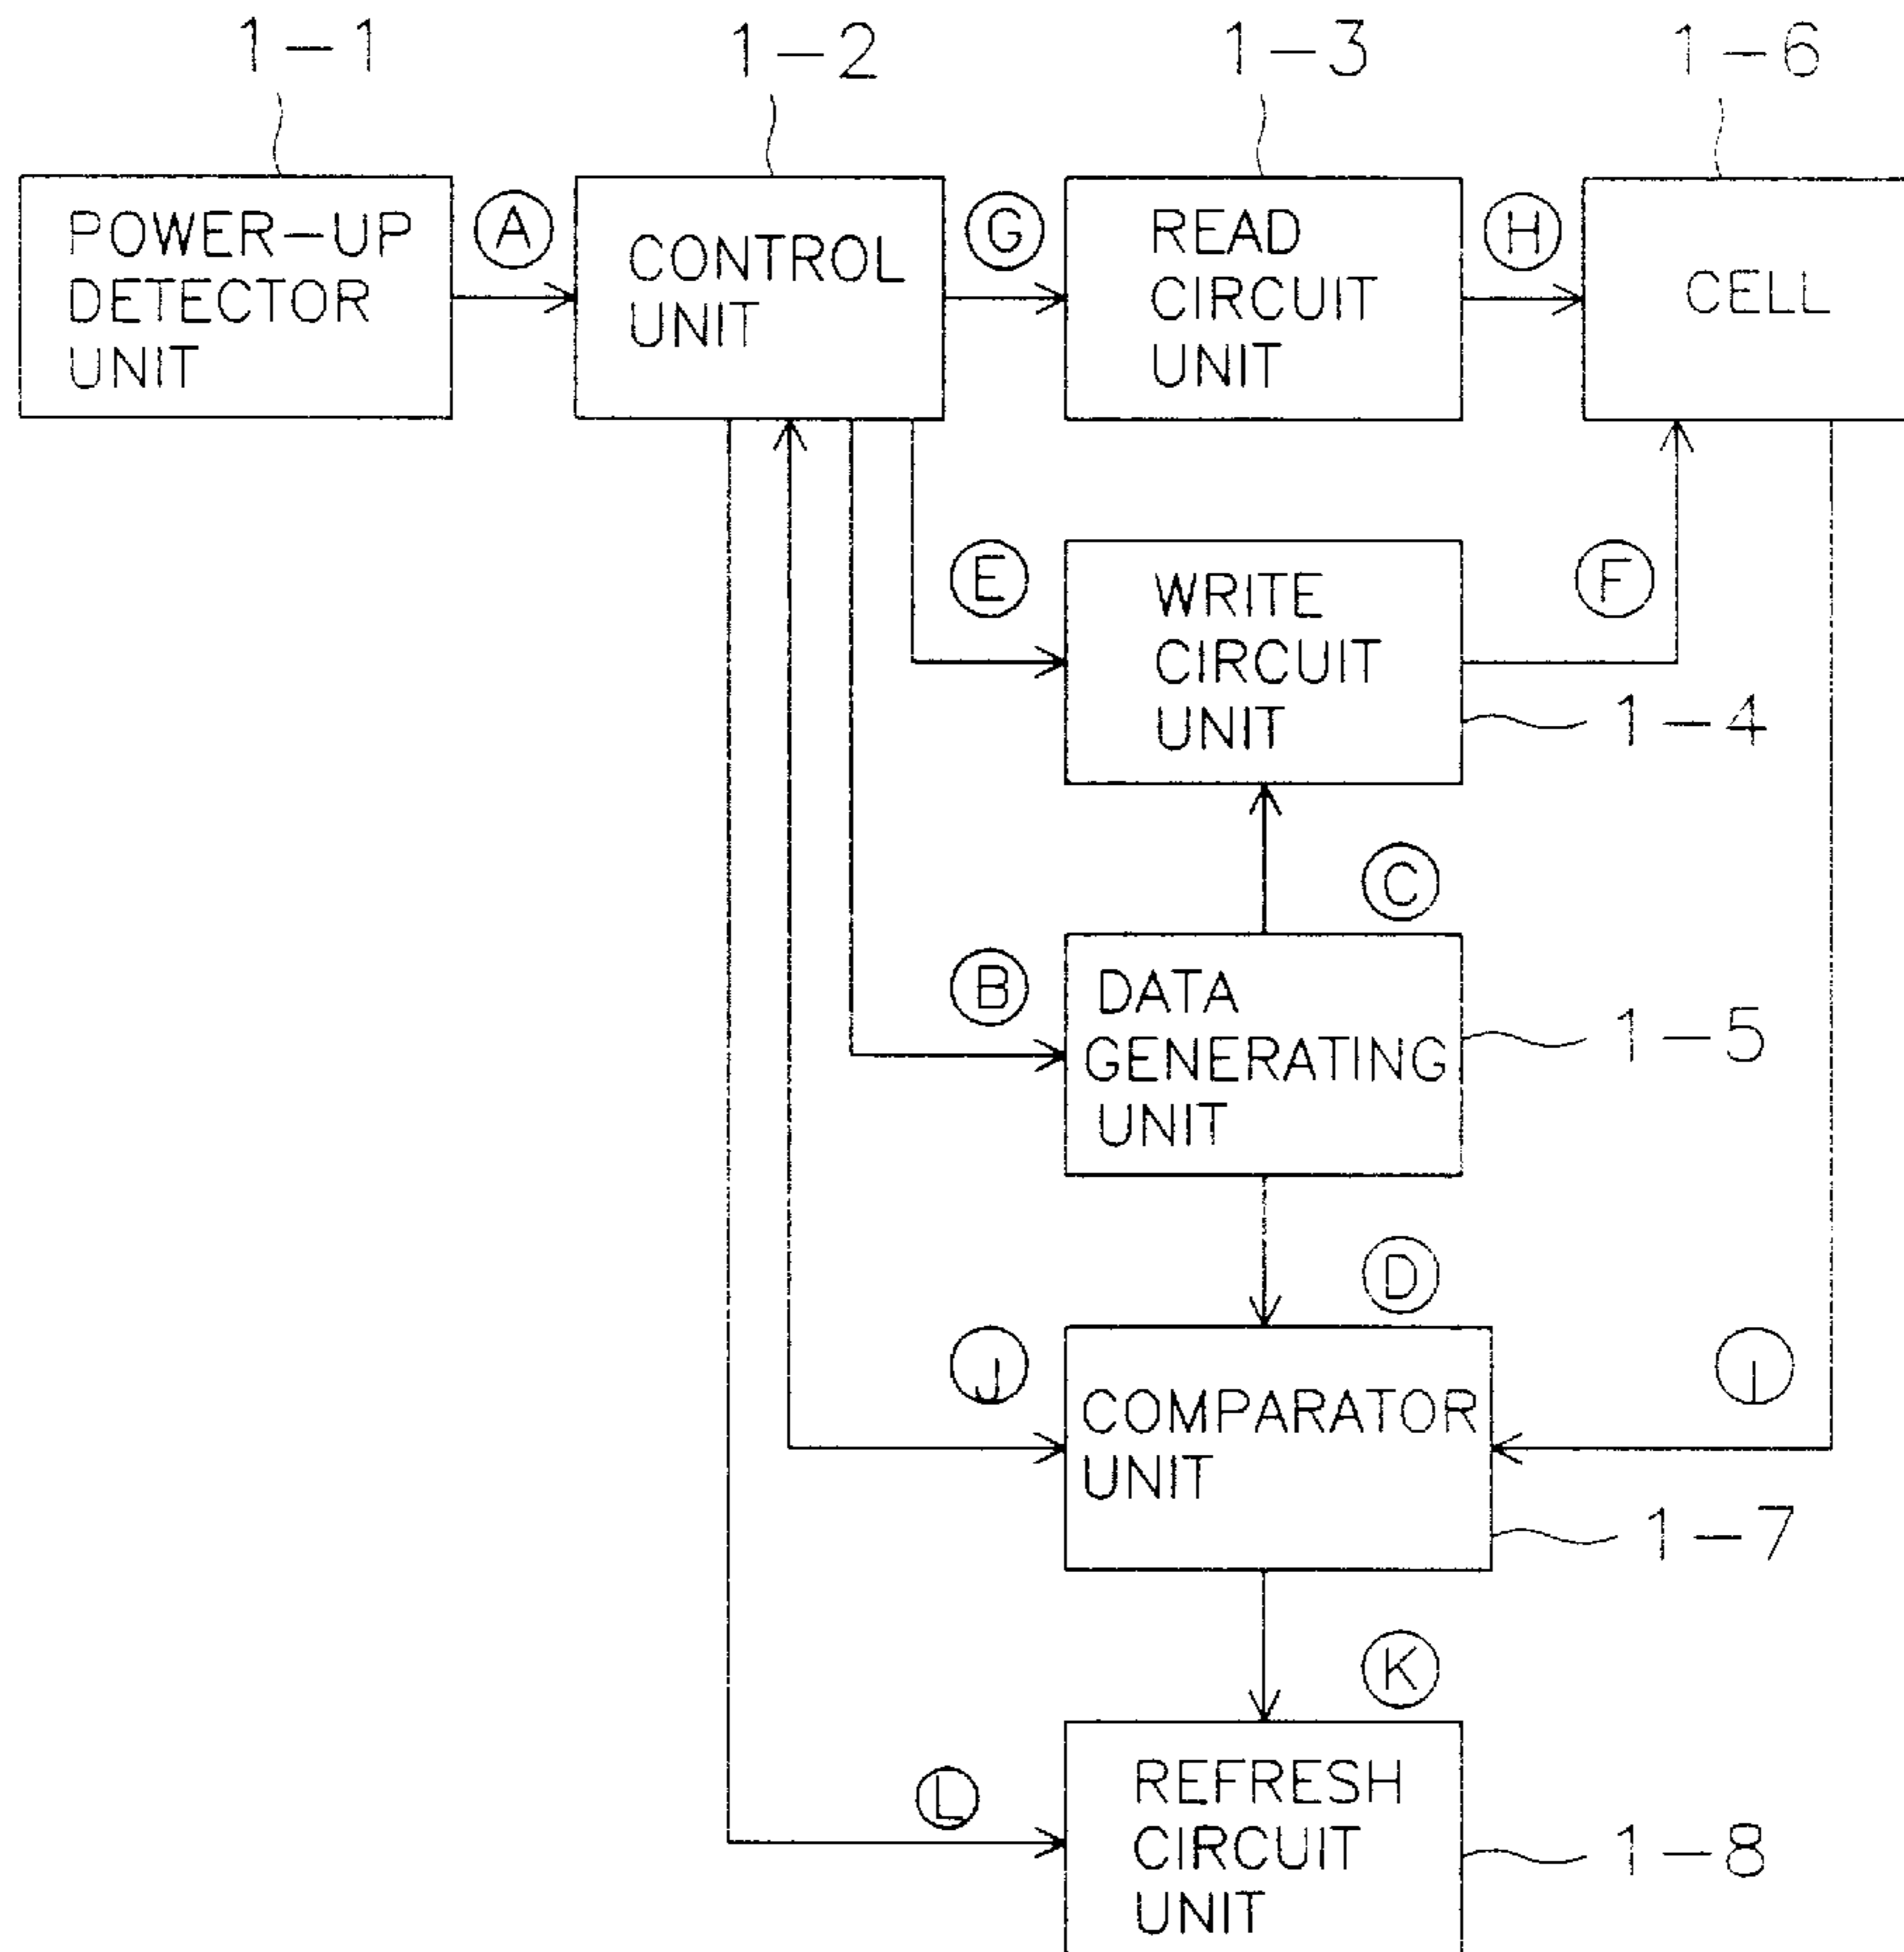 1-1
1-2
1-3
1-6
POWER-UP
DETECTOR
UNIT
A
CONTROL
UNIT
G
READ
CIRCUIT
UNIT
H
CELL
E
WRITE
CIRCUIT
UNIT
F
1-4
C
B
DATA
GENERATING
UNIT
1-5
D
J
COMPARATOR
UNIT
I
1-7
K
L
REFRESH
CIRCUIT
UNIT
1-8